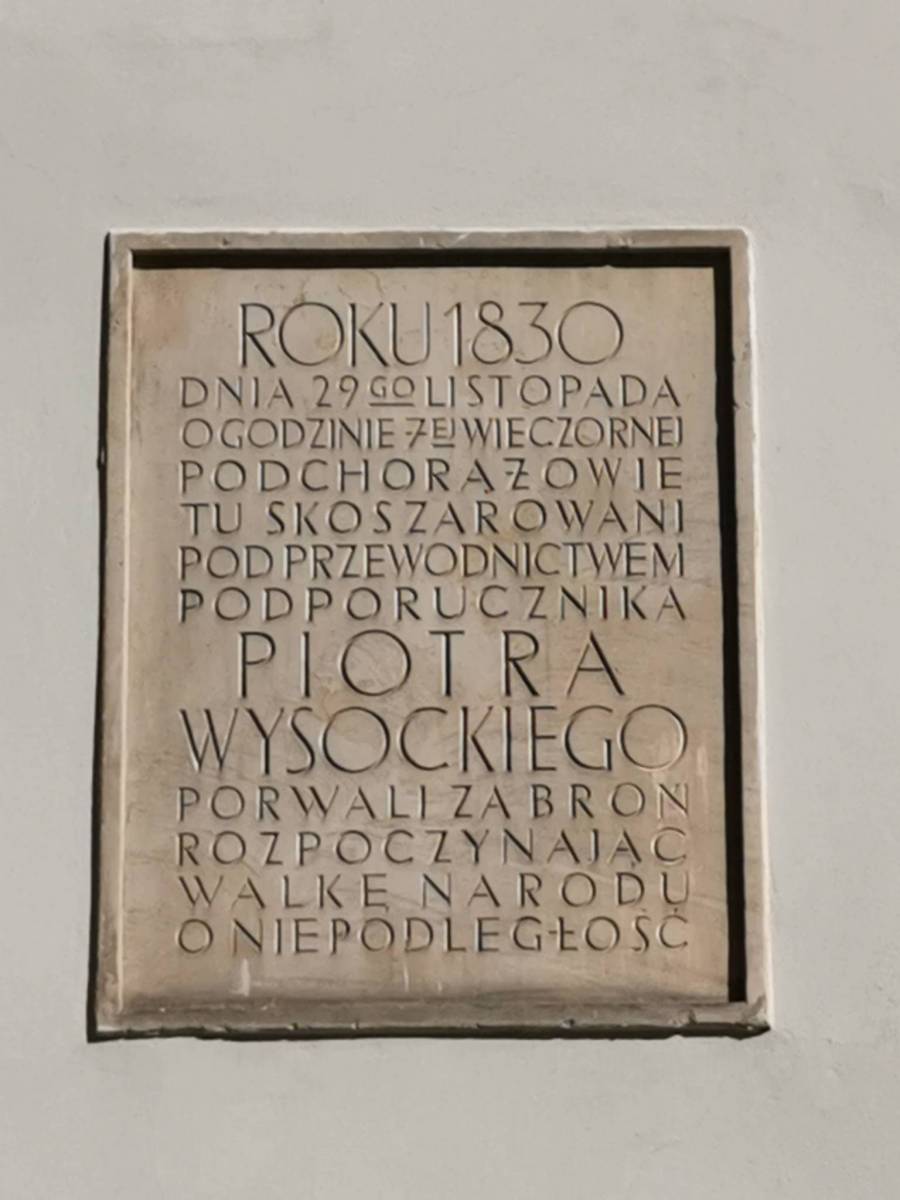 ROKU 1830
DNIA 29GO LISTOPADA
O GODZINIE 7EJ WIECZORNEJ
PODCHORĄŻOWIE
TU SKOSZAROWANI
POD PRZEWODNICTWEM
PODPORUCZNIKA
PIOTRA
WYSOCKIEGO
PORWALI ZA BROŃ
ROZPOCZYNAJĄC
WALKĘ NARODU
O NIEPODLEGŁOŚĆ